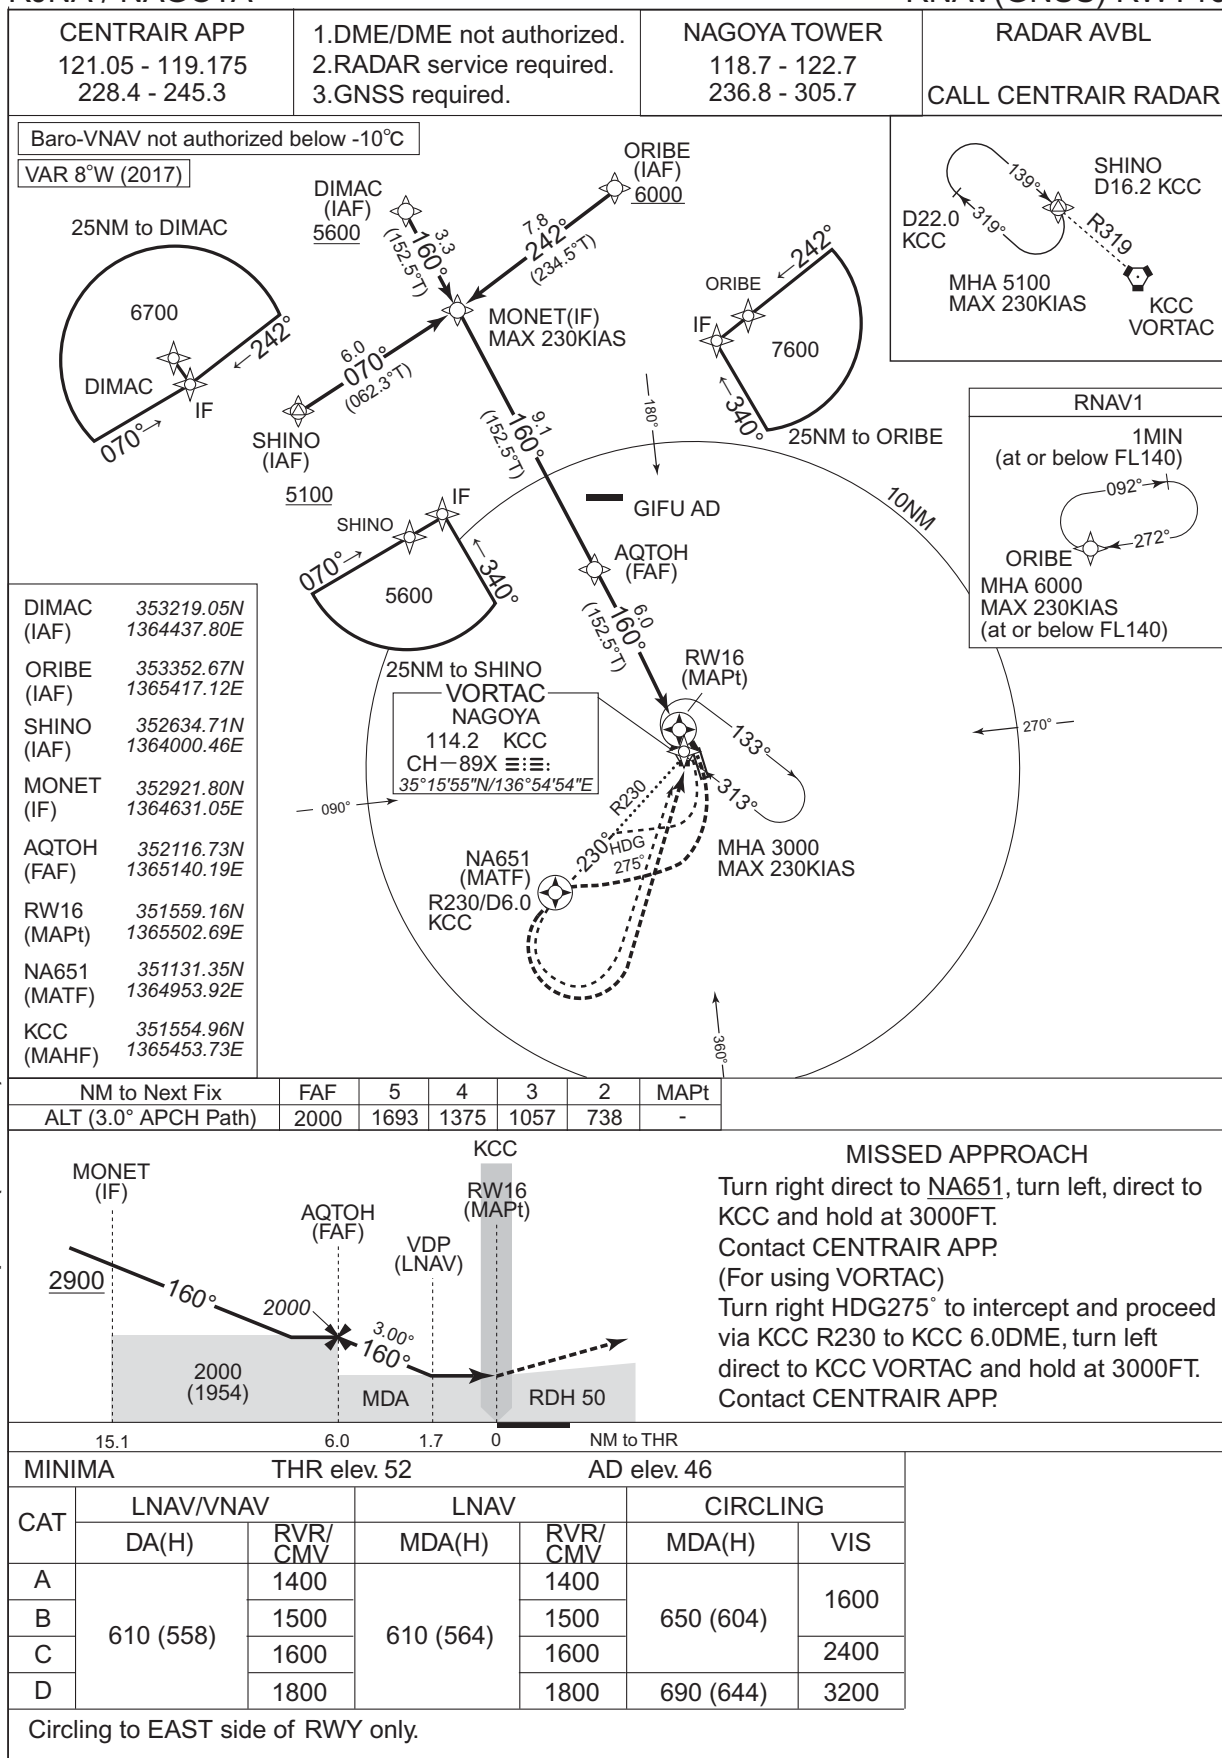 CENTRAIR APP
121.05 - 119.175
228.4 - 245.3
1.DME/DME not authorized.
2.RADAR service required.
3.GNSS required.
NAGOYA TOWER
118.7 - 122.7
236.8 - 305.7
RADAR AVBL
CALL CENTRAIR RADAR
Baro-VNAV not authorized below -10°C
VAR 8°W (2017)
25NM to DIMAC
6700
DIMAC
IF
←242°
070°→
DIMAC
(IAF)
5600
3.3
160°
(152.5°T)
ORIBE
(IAF)
6000
7.8
242°
(234.5°T)
MONET(IF)
MAX 230KIAS
6.0
070°
(062.3°T)
SHINO
(IAF)
5100
9.1
160°
(152.5°T)
ORIBE
IF
←242°
7600
←340°
25NM to ORIBE
139°
319°
SHINO
D16.2 KCC
D22.0
KCC
R319
MHA 5100
MAX 230KIAS
KCC
VORTAC
RNAV1
1MIN
(at or below FL140)
092°
272°
ORIBE
MHA 6000
MAX 230KIAS
(at or below FL140)
180°
GIFU AD
10NM
AQTOH
(FAF)
6.0
160°
(152.5°T)
SHINO
IF
070°→
5600
←340°
25NM to SHINO
RW16
(MAPt)
VORTAC
NAGOYA
114.2 KCC
CH-89X
35°15'55"N/136°54'54"E
133°
313°
270°
090°
R230
230°
HDG
275°
MHA 3000
MAX 230KIAS
NA651
(MATF)
R230/D6.0
KCC
360°
DIMAC 353219.05N
(IAF) 1364437.80E
ORIBE 353352.67N
(IAF) 1365417.12E
SHINO 352634.71N
(IAF) 1364000.46E
MONET 352921.80N
(IF) 1364631.05E
AQTOH 352116.73N
(FAF) 1365140.19E
RW16 351559.16N
(MAPt) 1365502.69E
NA651 351131.35N
(MATF) 1364953.92E
KCC 351554.96N
(MAHF) 1365453.73E
NM to Next Fix FAF 5 4 3 2 MAPt
ALT (3.0° APCH Path) 2000 1693 1375 1057 738 -
MONET
(IF)
AQTOH
(FAF)
VDP
(LNAV)
KCC
RW16
(MAPt)
2900
160°
2000
3.00°
160°
2000
(1954)
MDA
RDH 50
15.1 6.0 1.7 0 NM to THR
MISSED APPROACH
Turn right direct to NA651, turn left, direct to
KCC and hold at 3000FT.
Contact CENTRAIR APP.
(For using VORTAC)
Turn right HDG275° to intercept and proceed
via KCC R230 to KCC 6.0DME, turn left
direct to KCC VORTAC and hold at 3000FT.
Contact CENTRAIR APP.
MINIMA THR elev. 52 AD elev. 46
CAT LNAV/VNAV LNAV CIRCLING
DA(H) RVR/CMV MDA(H) RVR/CMV MDA(H) VIS
A 610 (558) 1400 610 (564) 1400 650 (604) 1600
B 1500 1500
C 1600 1600 2400
D 1800 1800 690 (644) 3200
Circling to EAST side of RWY only.